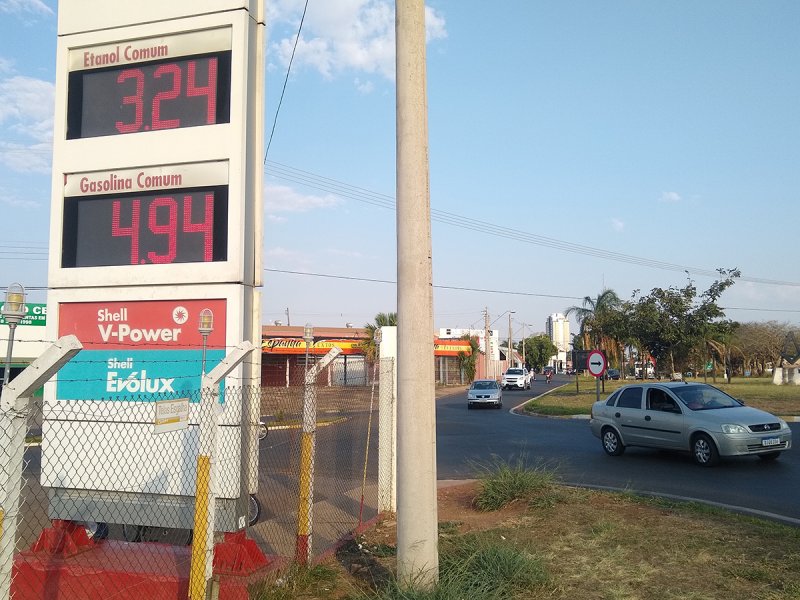 Etanol Comum
3.24
Gasolina Comum
4.94
Shell
V-Power
Shell
Evolux